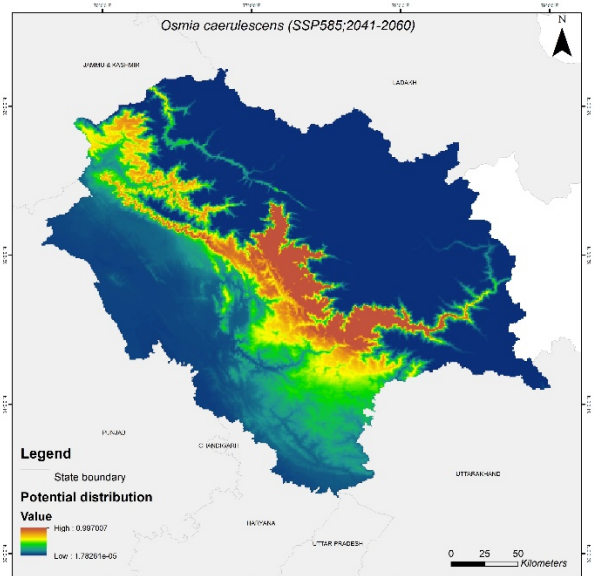 Osmia caerulescens (SSP585;2041-2060)
N
JAMMU & KASHMIR
LADAKH
PUNJAB
CHANDIGARH
UTTARAKHAND
HARYANA
UTTAR PRADESH
Legend
State boundary
Potential distribution
Value
High : 0.997007
Low : 1.78261e-05
0 25 50
Kilometers